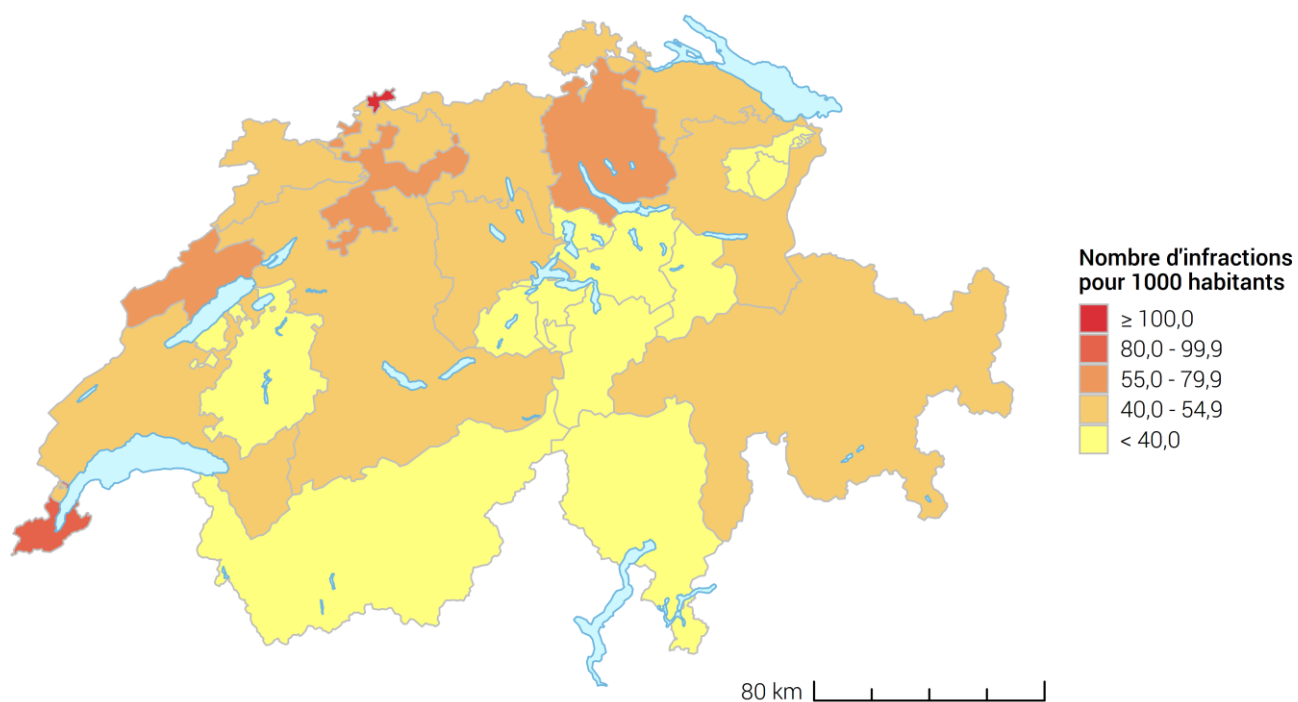 Nombre d'infractions
pour 1000 habitants
≥ 100,0
80,0 - 99,9
55,0 - 79,9
40,0 - 54,9
< 40,0
80 km